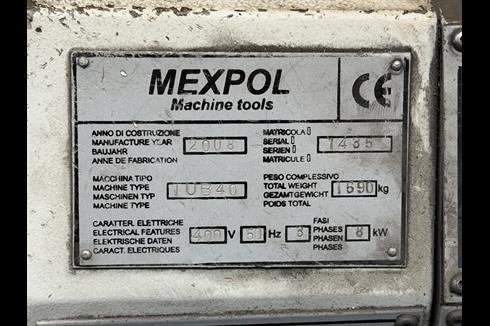 MEXPOL
Machine tools
CE
ANNO DI COSTRUZIONE
MANUFACTURE YEAR
BAUJAHR
ANNE DE FABRICATION
2008
MATRICOLA
SERIAL
SERIEN
MATRICULE
1485
MACCHINA TIPO
MACHINE TYPE
MASCHINEN TYP
MACHINE TYPE
TUB40
PESO COMPLESSIVO
TOTAL WEIGHT
GEZAMTGEWICHT
POIDS TOTAL
1690 kg
CARATTER. ELETTRICHE
ELECTRICAL FEATURES
ELEKTRISCHE DATEN
CARACT. ELECTRIQUES
400 V
Hz
3
FASI
PHASES
PHASEN
PHASES
8 kW